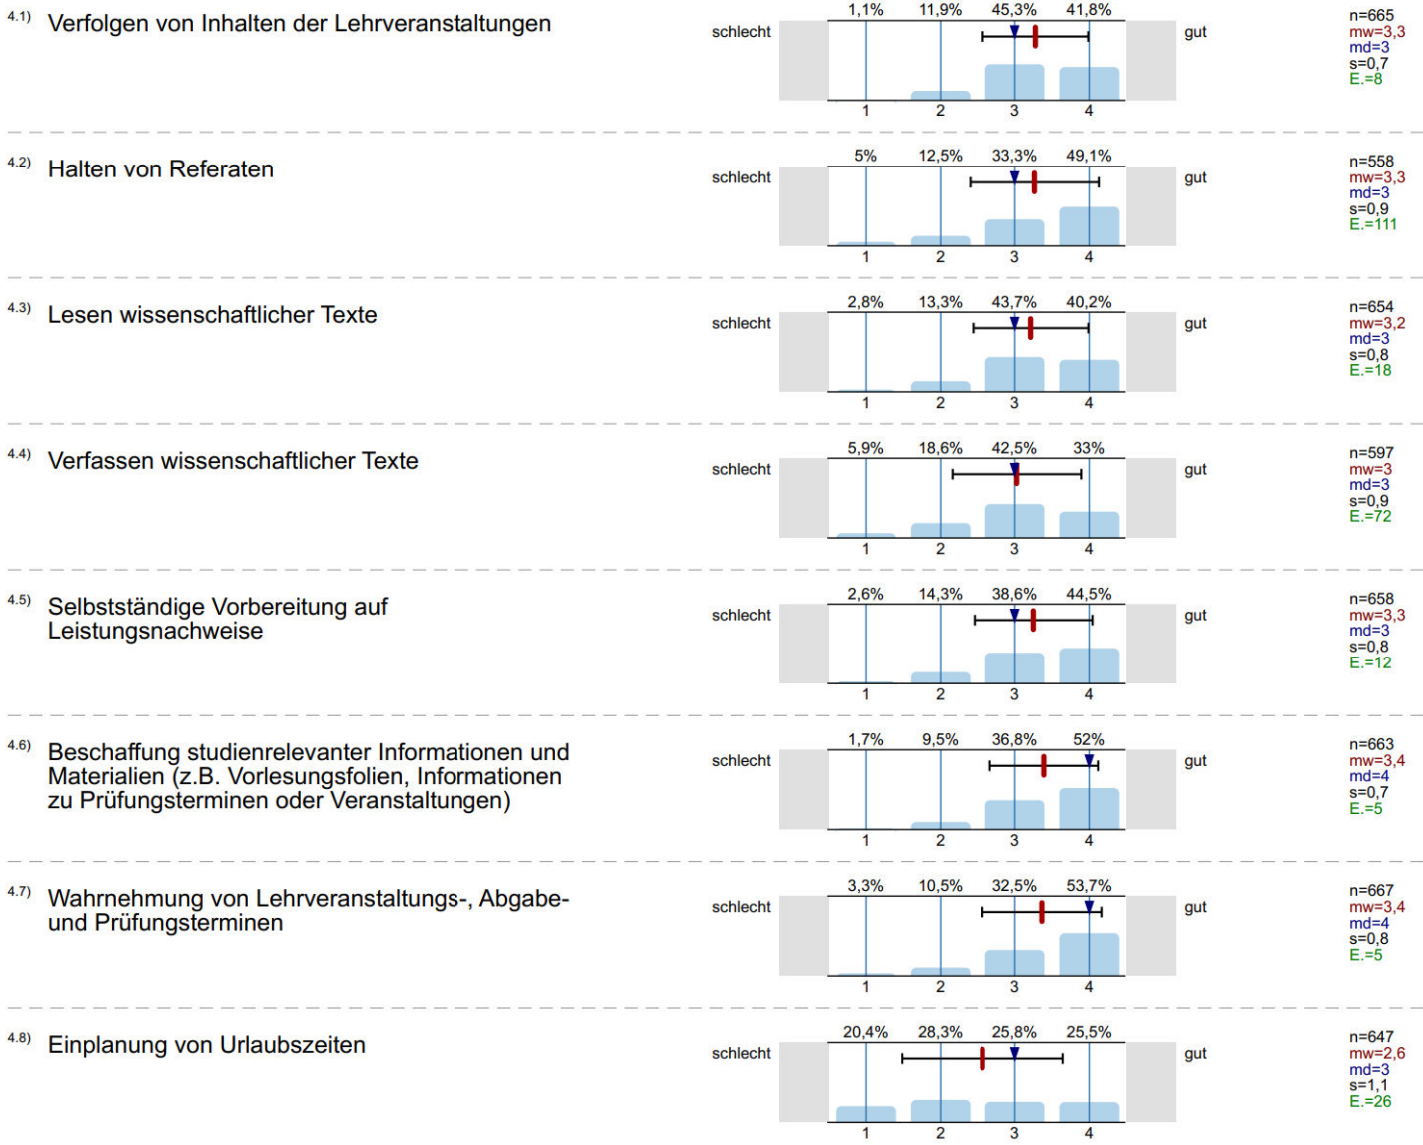 4.1) Verfolgen von Inhalten der Lehrveranstaltungen
1,1% 11,9% 45,3% 41,8%
schlecht gut
1 2 3 4
n=665
mw=3,3
md=3
s=0,7
E.=8
4.2) Halten von Referaten
5% 12,5% 33,3% 49,1%
schlecht gut
1 2 3 4
n=558
mw=3,3
md=3
s=0,9
E.=111
4.3) Lesen wissenschaftlicher Texte
2,8% 13,3% 43,7% 40,2%
schlecht gut
1 2 3 4
n=654
mw=3,2
md=3
s=0,8
E.=18
4.4) Verfassen wissenschaftlicher Texte
5,9% 18,6% 42,5% 33%
schlecht gut
1 2 3 4
n=597
mw=3
md=3
s=0,9
E.=72
4.5) Selbstständige Vorbereitung auf
Leistungsnachweise
2,6% 14,3% 38,6% 44,5%
schlecht gut
1 2 3 4
n=658
mw=3,3
md=3
s=0,8
E.=12
4.6) Beschaffung studienrelevanter Informationen und
Materialien (z.B. Vorlesungsfolien, Informationen
zu Prüfungsterminen oder Veranstaltungen)
1,7% 9,5% 36,8% 52%
schlecht gut
1 2 3 4
n=663
mw=3,4
md=4
s=0,7
E.=5
4.7) Wahrnehmung von Lehrveranstaltungs-, Abgabe-
und Prüfungsterminen
3,3% 10,5% 32,5% 53,7%
schlecht gut
1 2 3 4
n=667
mw=3,4
md=4
s=0,8
E.=5
4.8) Einplanung von Urlaubszeiten
20,4% 28,3% 25,8% 25,5%
schlecht gut
1 2 3 4
n=647
mw=2,6
md=3
s=1,1
E.=26